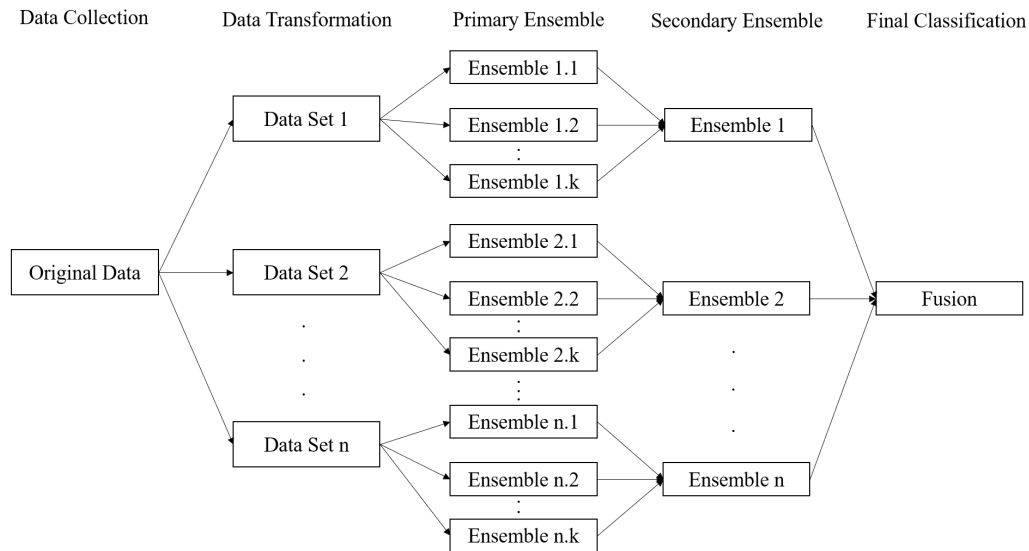 Data Collection
Data Transformation
Primary Ensemble
Secondary Ensemble
Final Classification
Original Data
Data Set 1
Data Set 2
.
.
.
Data Set n
Ensemble 1.1
Ensemble 1.2
⋮
Ensemble 1.k
Ensemble 2.1
Ensemble 2.2
⋮
Ensemble 2.k
⋮
Ensemble n.1
Ensemble n.2
⋮
Ensemble n.k
Ensemble 1
Ensemble 2
.
.
.
Ensemble n
Fusion